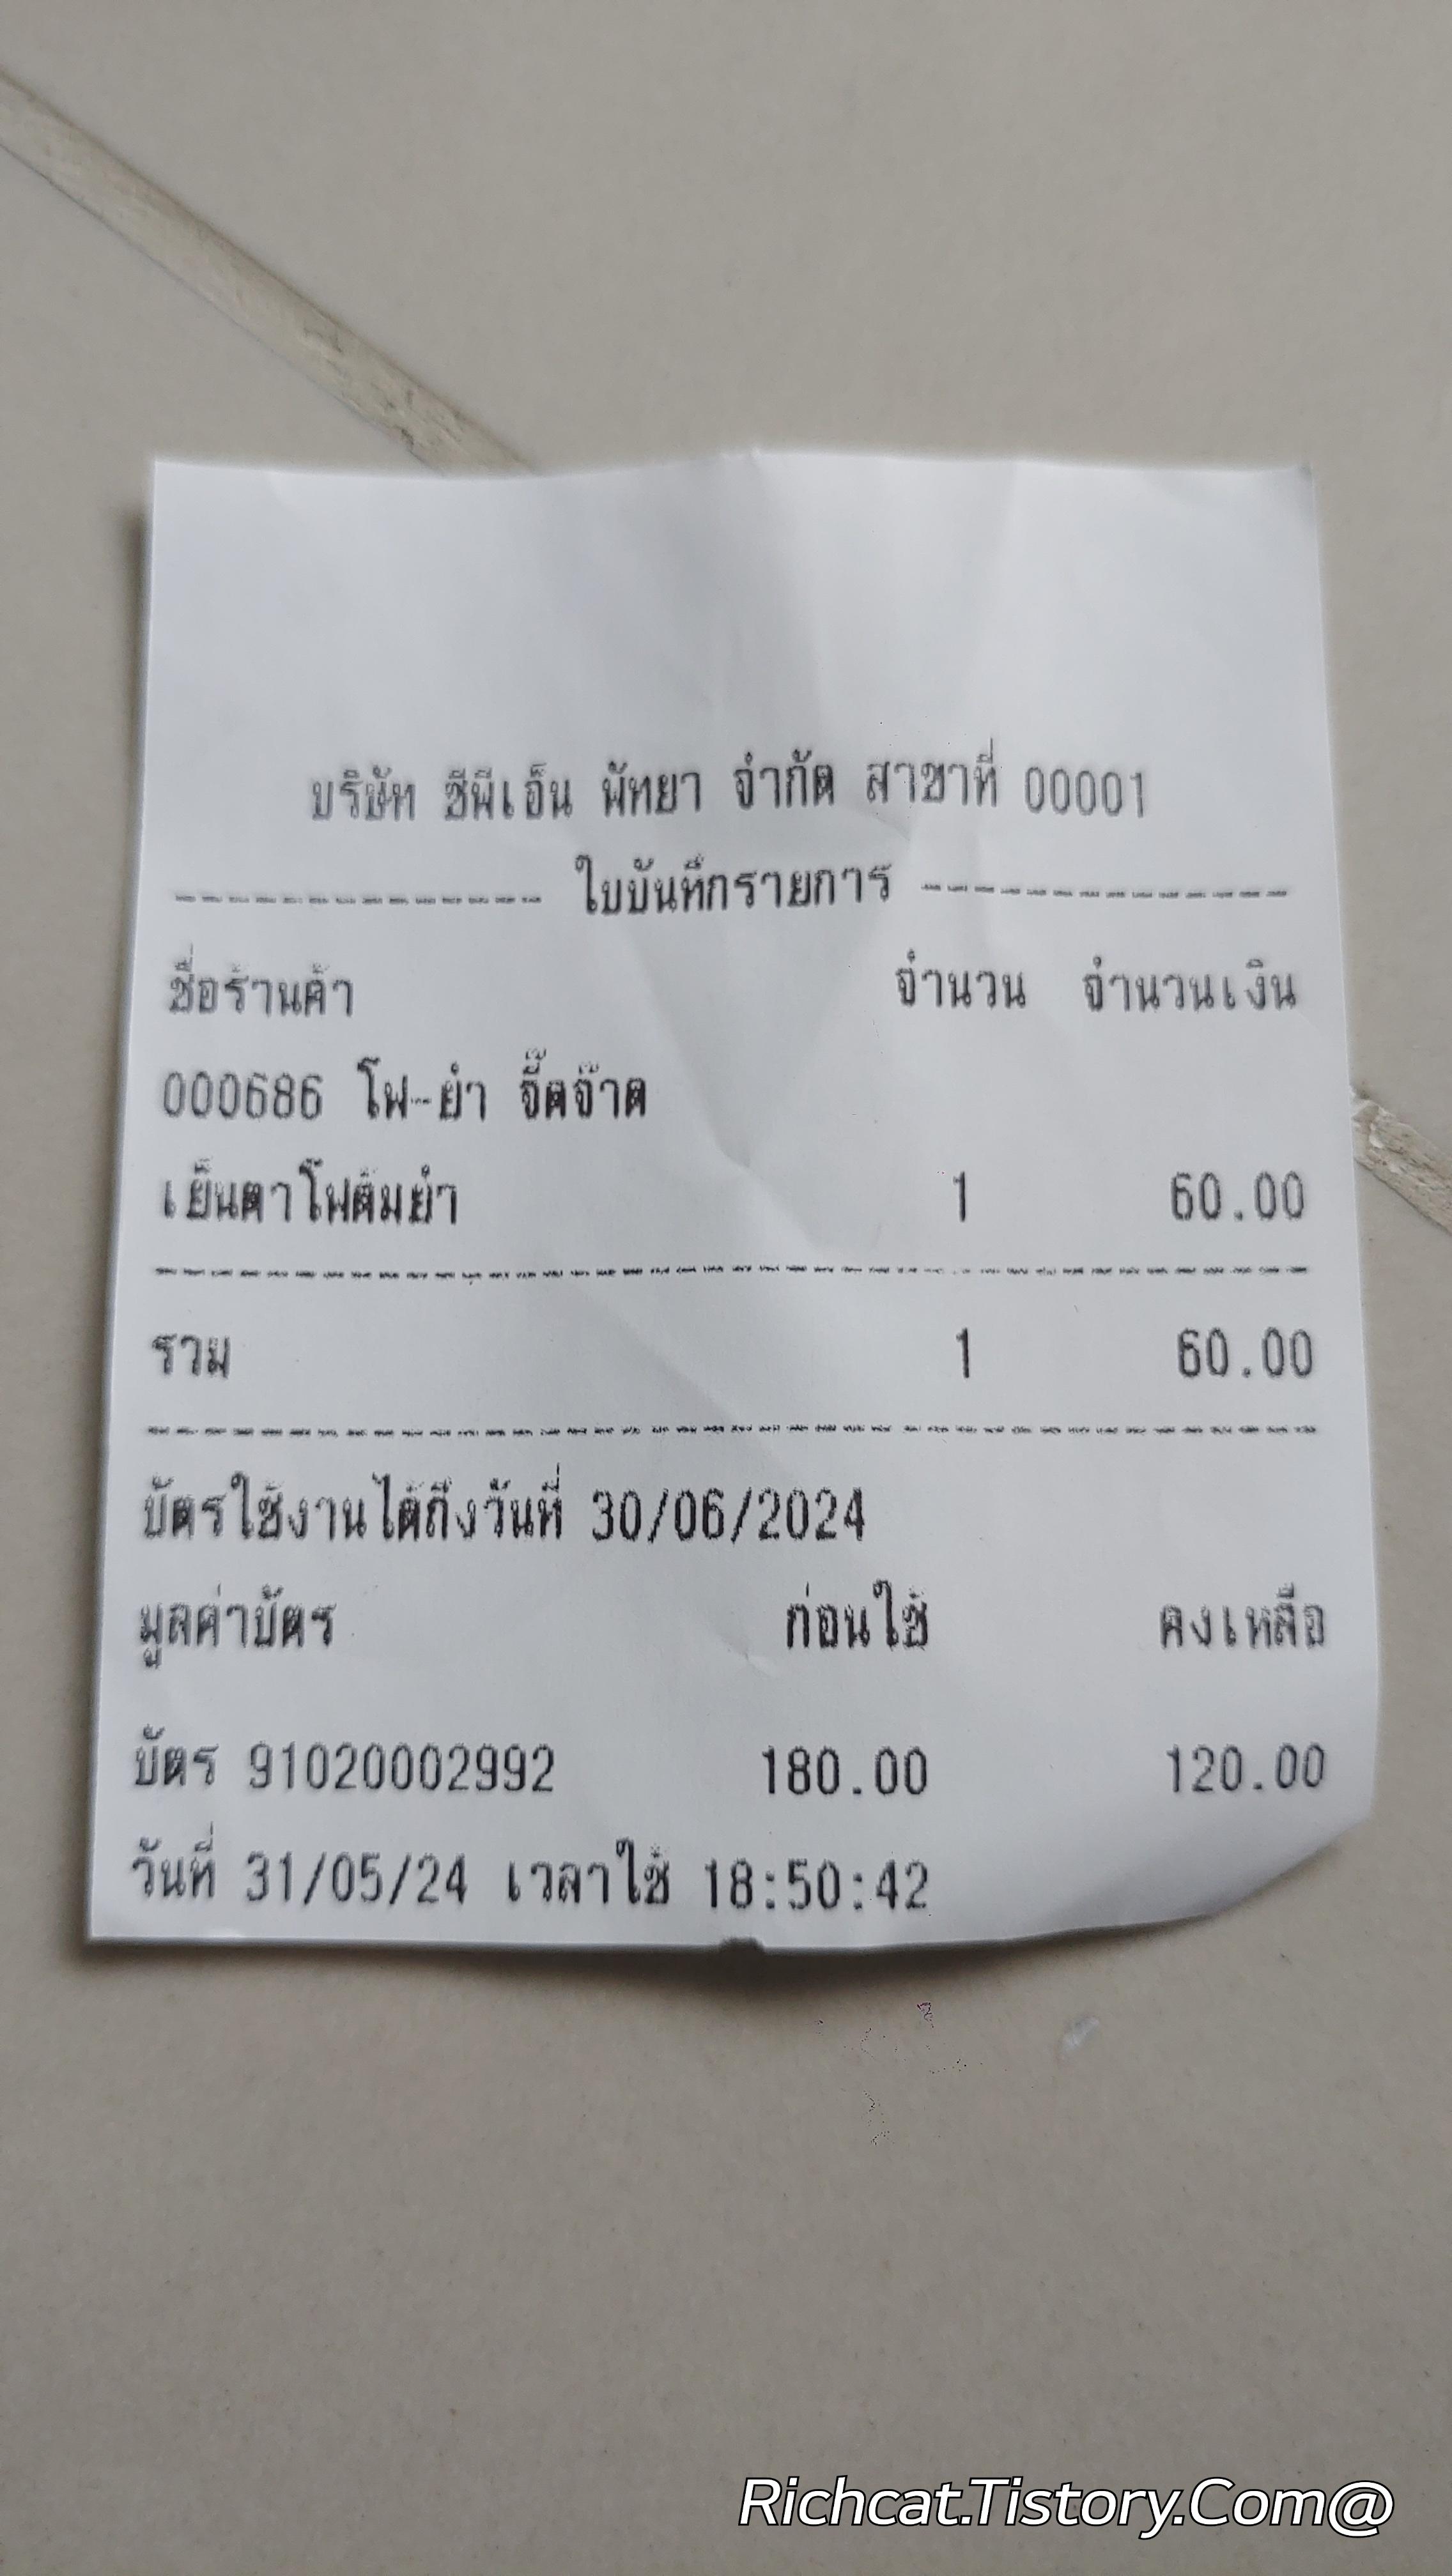 บริษัท ซีพีเอ็น พัทยา จำกัด สาขาที่ 00001
---------------- ใบบันทึกรายการ ----------------
ชื่อร้านค้า จำนวน จำนวนเงิน
000686 โฟ-ยำ จี๊ดจ๊าด
เย็นตาโฟต้มยำ 1 60.00
รวม 1 60.00
บัตรใช้งานได้ถึงวันที่ 30/06/2024
มูลค่าบัตร ก่อนใช้ คงเหลือ
บัตร 91020002992 180.00 120.00
วันที่ 31/05/24 เวลาใช้ 18:50:42
Richcat.Tistory.Com@